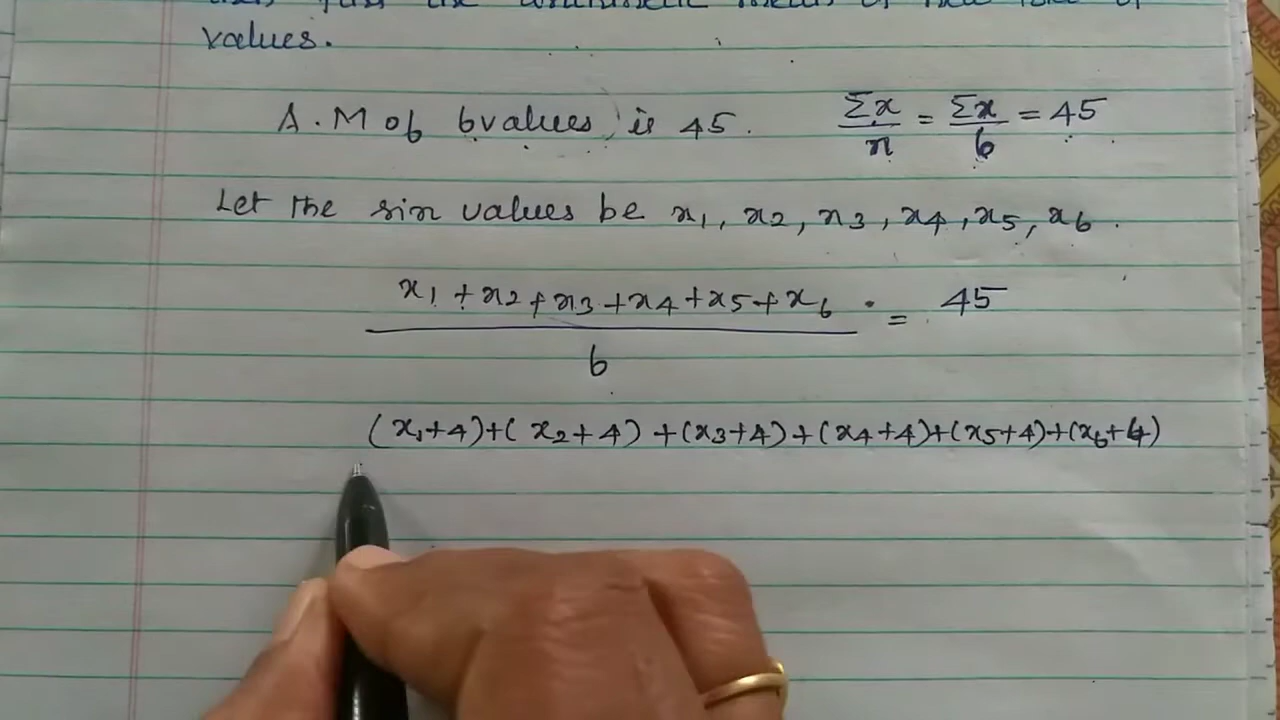 values.
A.M of 6values is 45. Σx/n = Σx/6 = 45
Let the six values be x1, x2, x3, x4, x5, x6.
x1 + x2 + x3 + x4 + x5 + x6 = 45
6
(x1+4)+(x2+4)+(x3+4)+(x4+4)+(x5+4)+(x6+4)